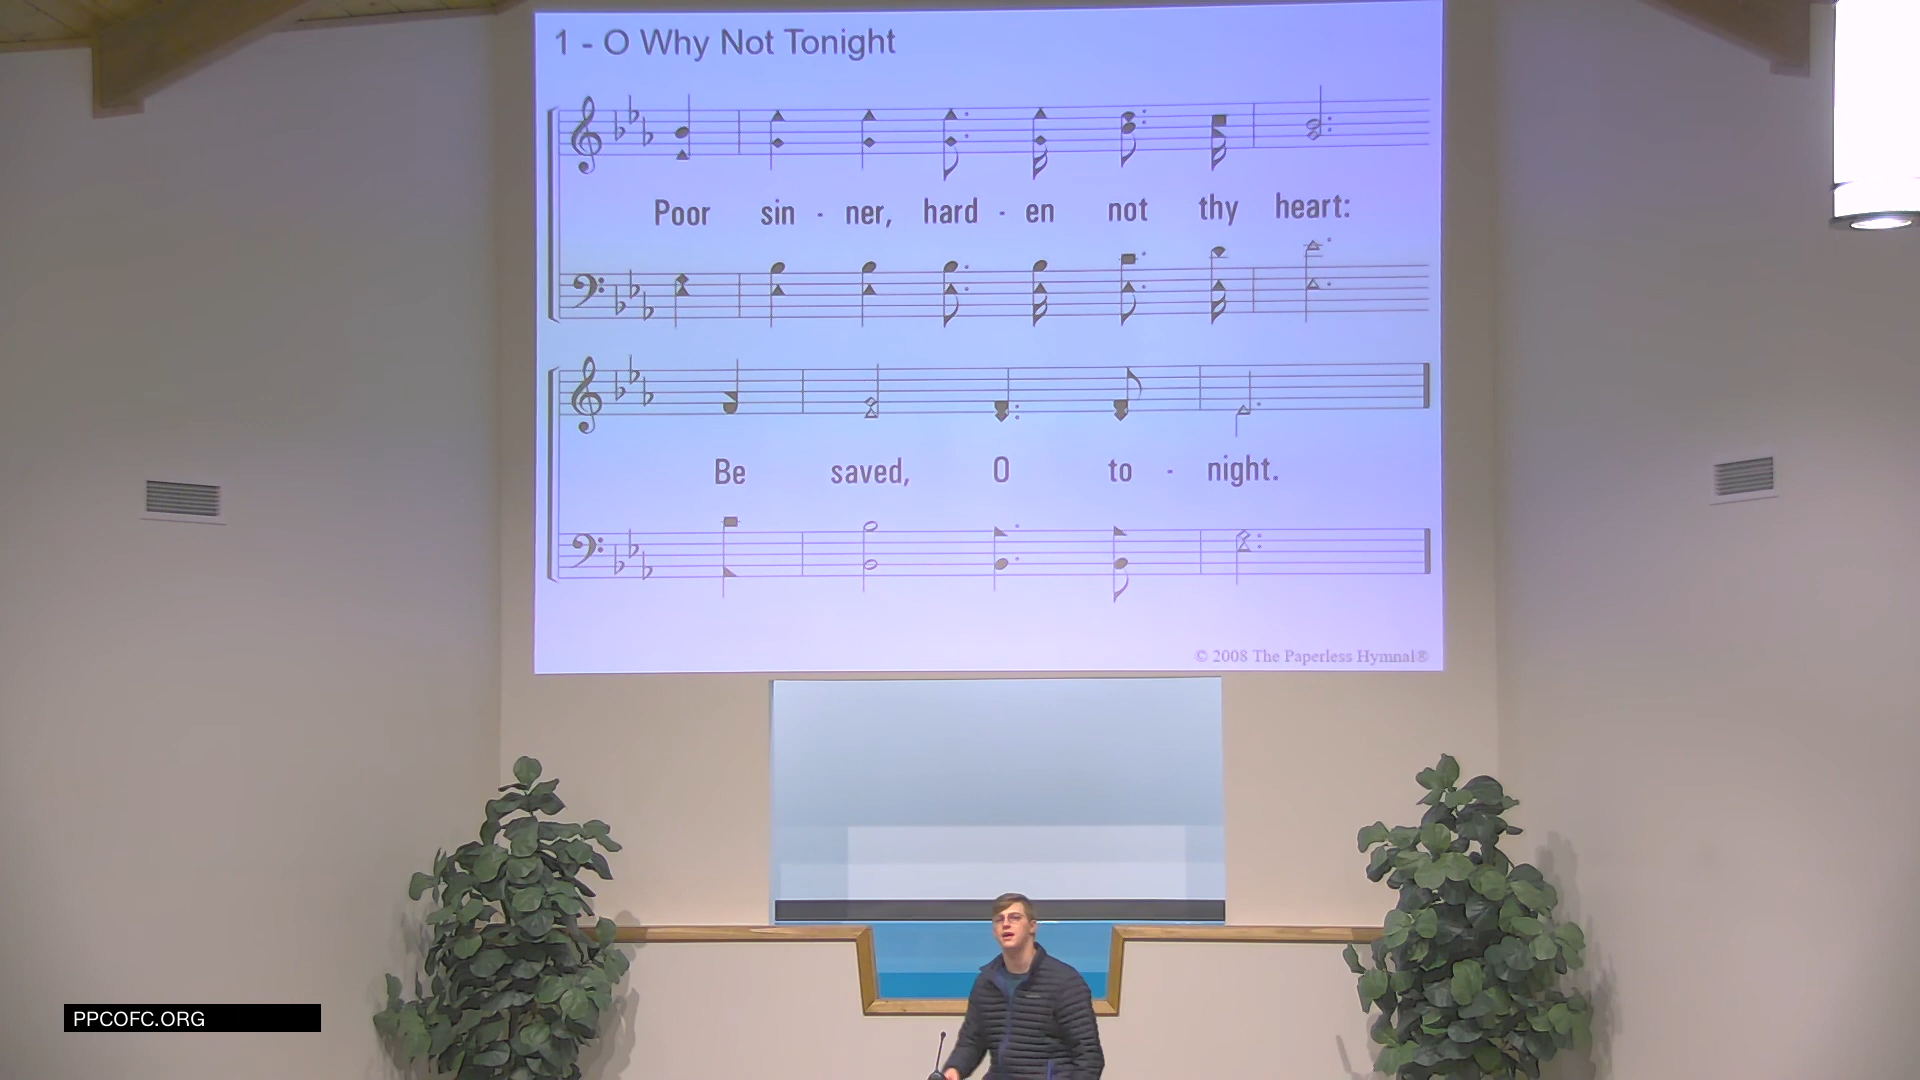 1 - O Why Not Tonight
Poor sin - ner, hard - en not thy heart:
Be saved, O to - night.
© 2008 The Paperless Hymnal®
PPCOFC.ORG